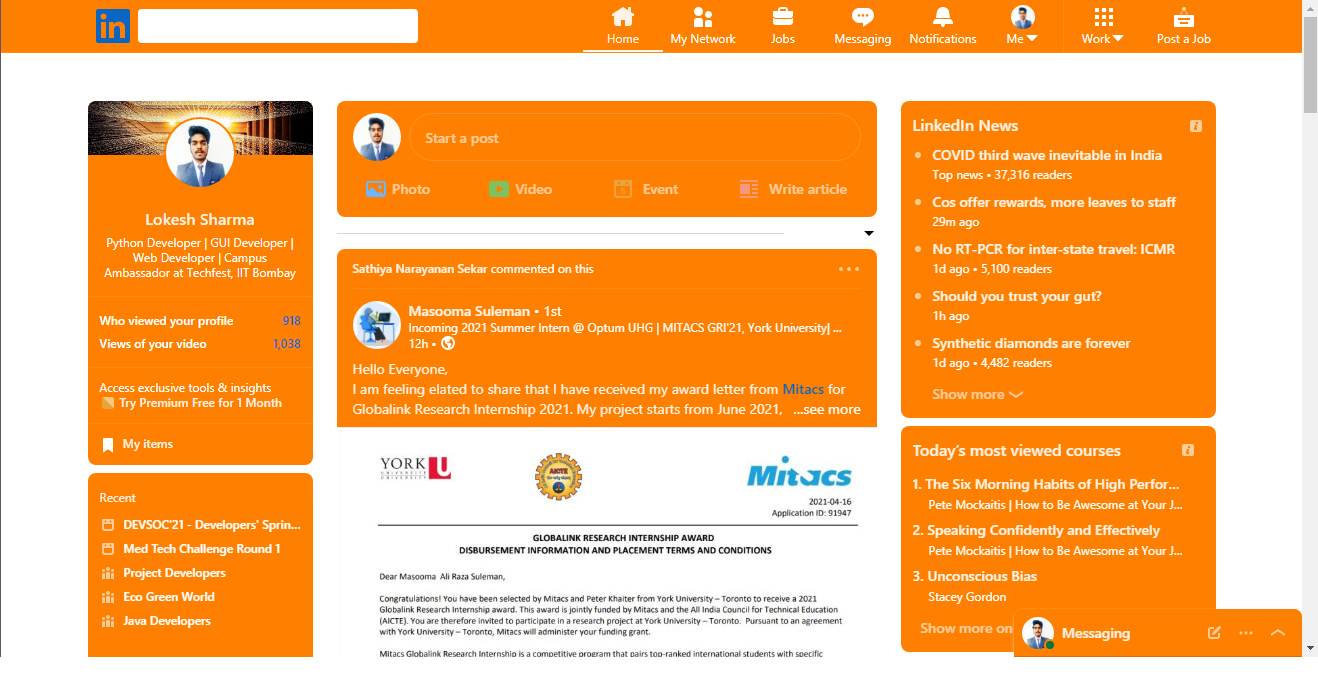 in
Home
My Network
Jobs
Messaging
Notifications
Me
Work
Post a Job
Lokesh Sharma
Python Developer | GUI Developer |
Web Developer | Campus
Ambassador at Techfest, IIT Bombay
Who viewed your profile 918
Views of your video 1,038
Access exclusive tools & insights
Try Premium Free for 1 Month
My items
Recent
DEVSOC'21 - Developers' Sprin...
Med Tech Challenge Round 1
Project Developers
Eco Green World
Java Developers
Start a post
Photo
Video
Event
Write article
Sathiya Narayanan Sekar commented on this
Masooma Suleman • 1st
Incoming 2021 Summer Intern @ Optum UHG | MITACS GRI'21, York University| ...
12h •
Hello Everyone,
I am feeling elated to share that I have received my award letter from Mitacs for
Globalink Research Internship 2021. My project starts from June 2021, ...see more
YORK U
UNIVERSITÉ
UNIVERSITY
AICTE
Mitacs
2021-04-16
Application ID: 91947
GLOBALINK RESEARCH INTERNSHIP AWARD
DISBURSEMENT INFORMATION AND PLACEMENT TERMS AND CONDITIONS
Dear Masooma Ali Raza Suleman,
Congratulations! You have been selected by Mitacs and Peter Khaiter from York University – Toronto to receive a 2021
Globalink Research Internship award. This award is jointly funded by Mitacs and the All India Council for Technical Education
(AICTE). You are therefore invited to participate in a research project at York University – Toronto. Pursuant to an agreement
with York University – Toronto, Mitacs will administer your funding grant.
Mitacs Globalink Research Internship is a competitive program that pairs top-ranked international students with specific
LinkedIn News
COVID third wave inevitable in India
Top news • 37,316 readers
Cos offer rewards, more leaves to staff
29m ago
No RT-PCR for inter-state travel: ICMR
1d ago • 5,100 readers
Should you trust your gut?
1h ago
Synthetic diamonds are forever
1d ago • 4,482 readers
Show more
Today's most viewed courses
1. The Six Morning Habits of High Perfor...
Pete Mockaitis | How to Be Awesome at Your J...
2. Speaking Confidently and Effectively
Pete Mockaitis | How to Be Awesome at Your J...
3. Unconscious Bias
Stacey Gordon
Show more on
Messaging